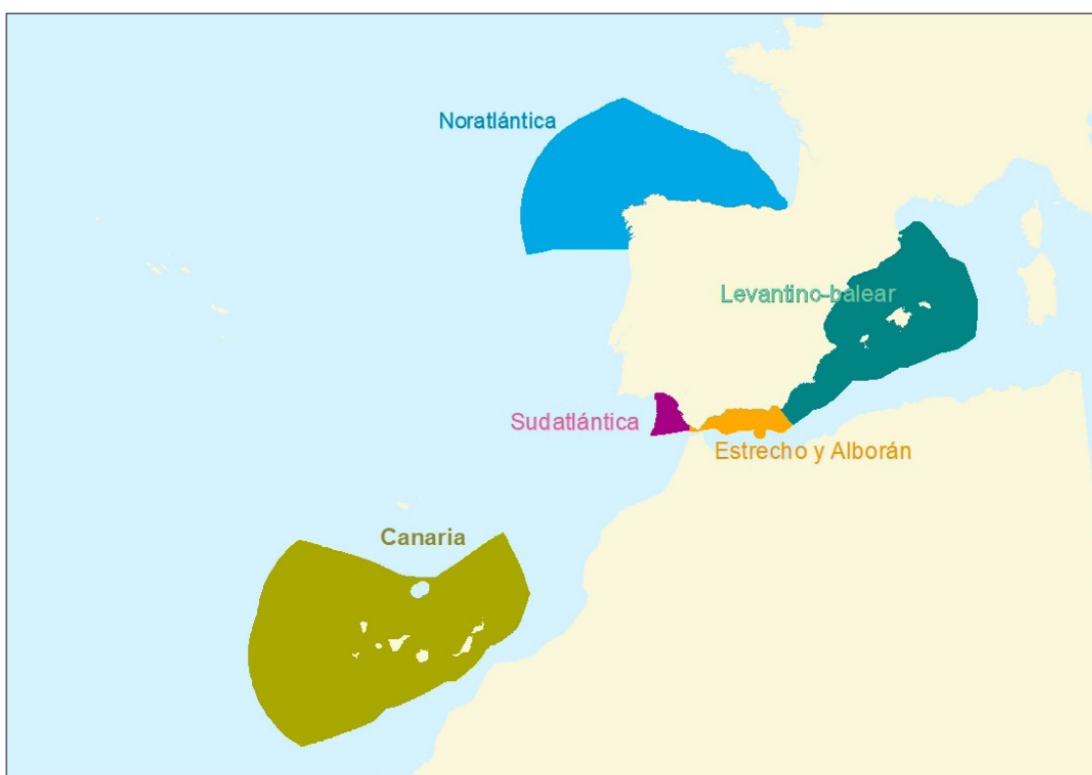 Noratlántica
Levantino-balear
Sudatlántica
Estrecho y Alborán
Canaria